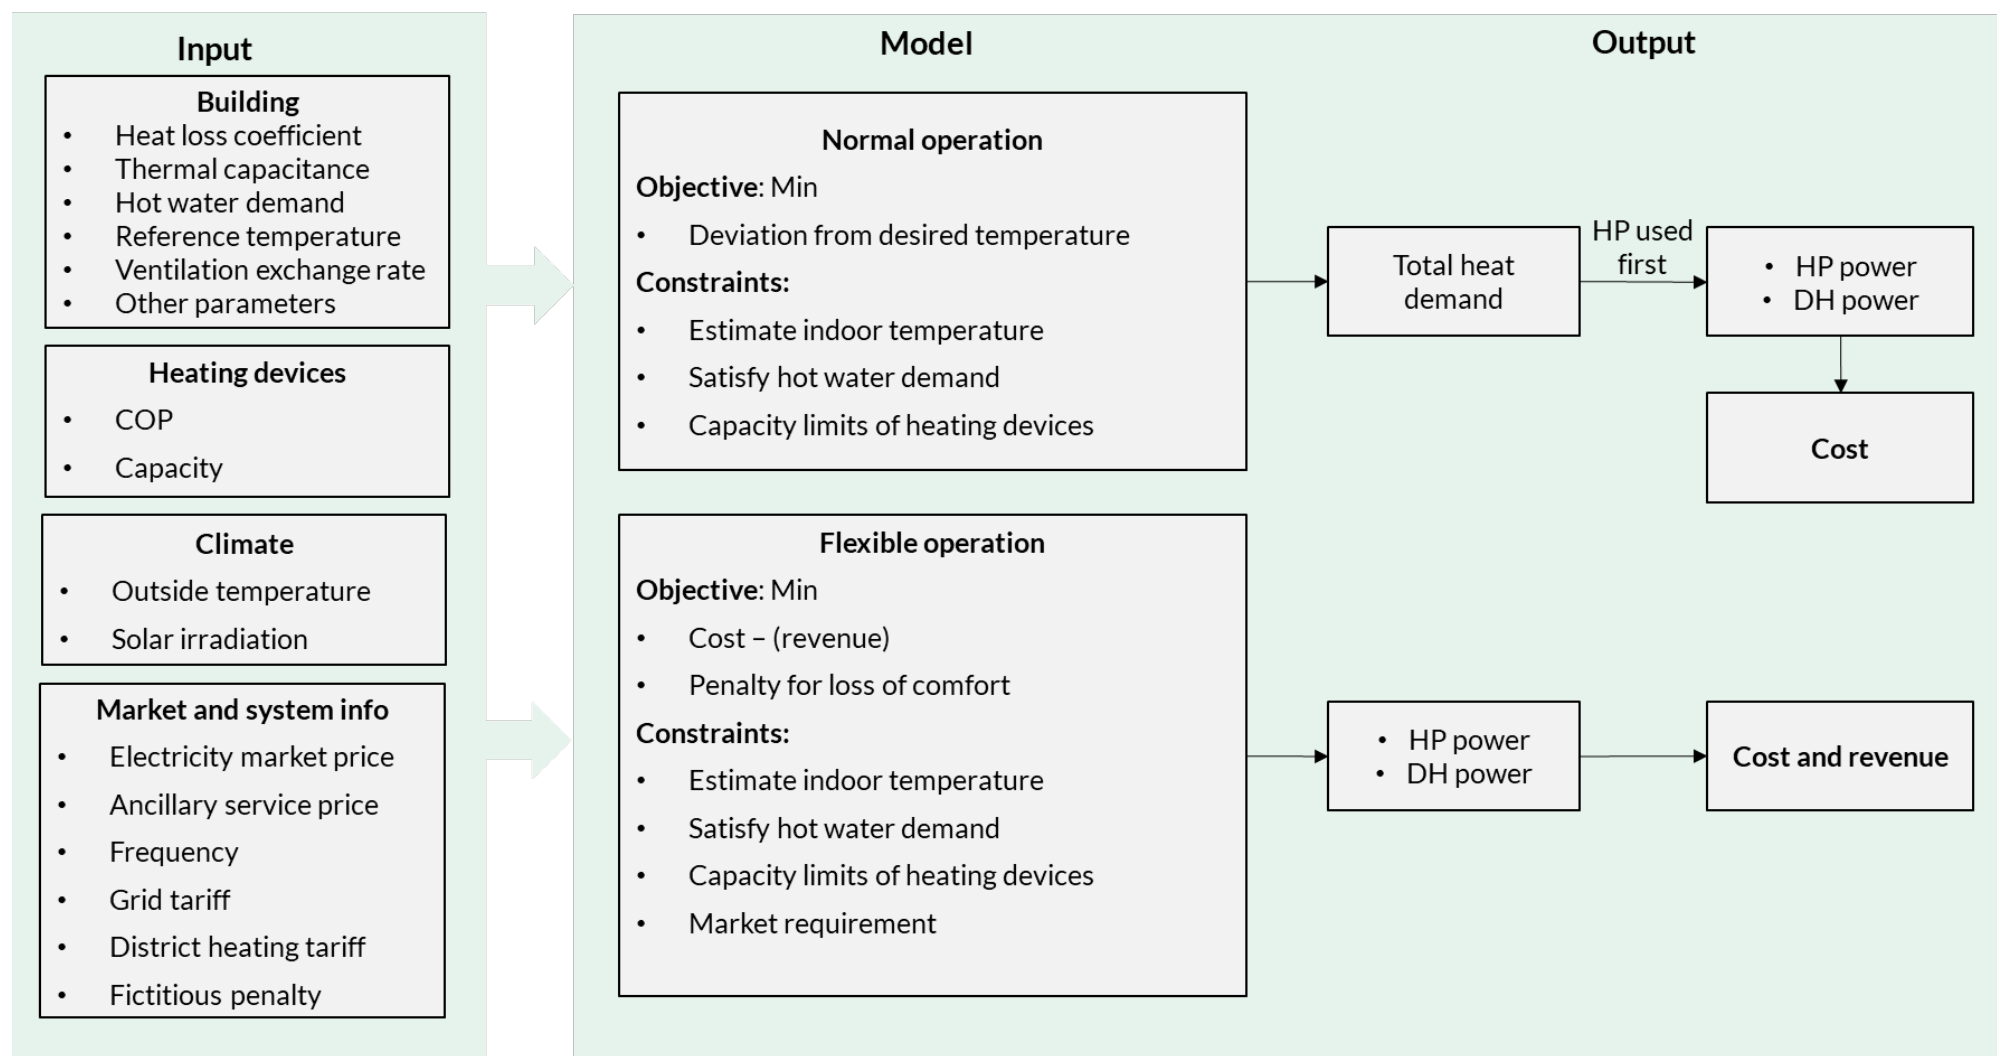 Input
Building
• Heat loss coefficient
• Thermal capacitance
• Hot water demand
• Reference temperature
• Ventilation exchange rate
• Other parameters
Heating devices
• COP
• Capacity
Climate
• Outside temperature
• Solar irradiation
Market and system info
• Electricity market price
• Ancillary service price
• Frequency
• Grid tariff
• District heating tariff
• Fictitious penalty
Model
Normal operation
Objective: Min
• Deviation from desired temperature
Constraints:
• Estimate indoor temperature
• Satisfy hot water demand
• Capacity limits of heating devices
Flexible operation
Objective: Min
• Cost – (revenue)
• Penalty for loss of comfort
Constraints:
• Estimate indoor temperature
• Satisfy hot water demand
• Capacity limits of heating devices
• Market requirement
Output
Total heat
demand
HP used
first
• HP power
• DH power
Cost
• HP power
• DH power
Cost and revenue